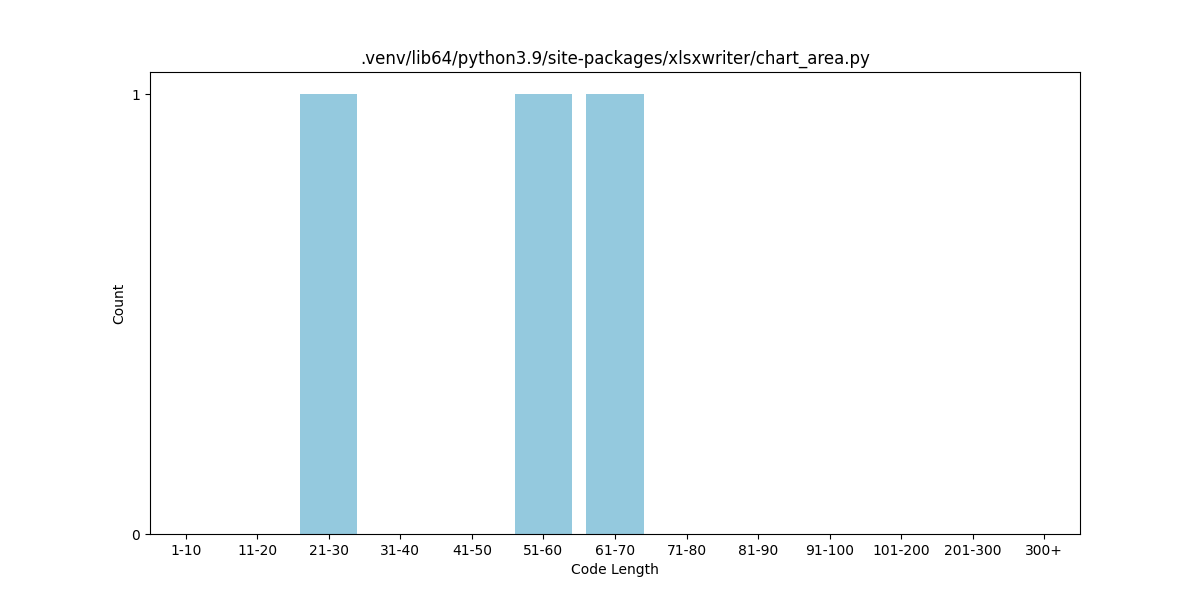 .venv/lib64/python3.9/site-packages/xlsxwriter/chart_area.py
1
Count
0
1-10 11-20 21-30 31-40 41-50 51-60 61-70 71-80 81-90 91-100 101-200 201-300 300+
Code Length